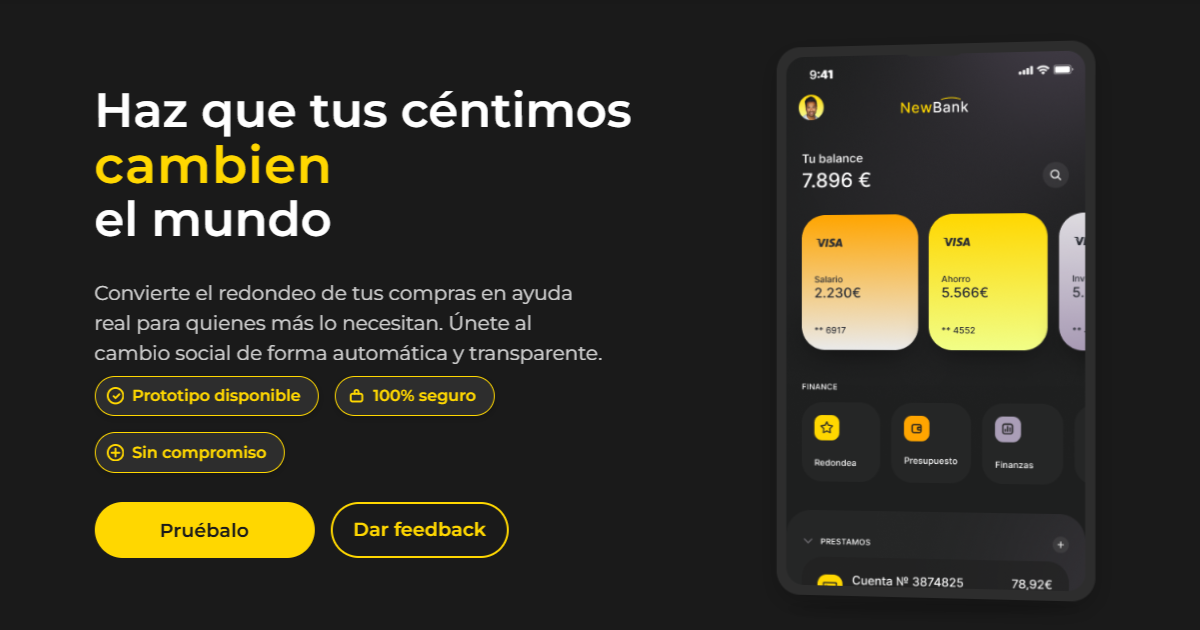 Haz que tus céntimos
cambien
el mundo
Convierte el redondeo de tus compras en ayuda
real para quienes más lo necesitan. Únete al
cambio social de forma automática y transparente.
Prototipo disponible
100% seguro
Sin compromiso
Pruébalo
Dar feedback
9:41
NewBank
Tu balance
7.896 €
VISA
Salario
2.230€
** 6917
VISA
Ahorro
5.566€
** 4552
FINANCE
Redondea
Presupuesto
Finanzas
PRESTAMOS
Cuenta Nº 3874825
78,92€